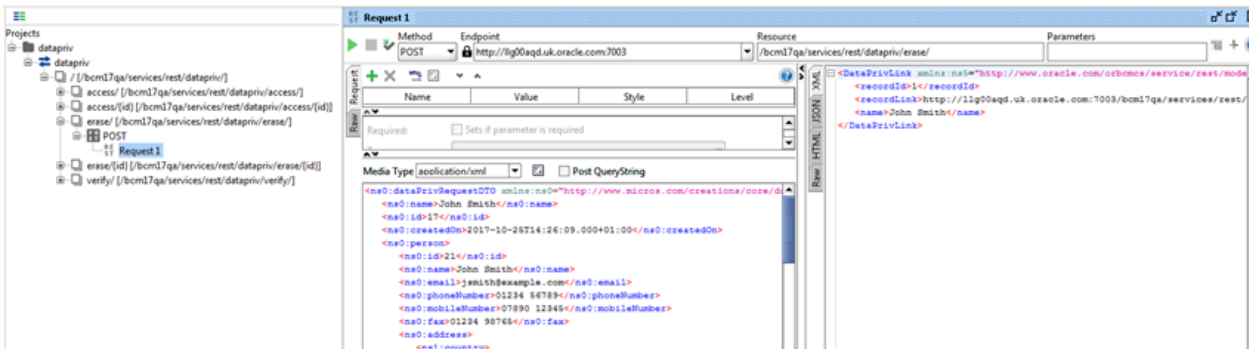 Projects
datapriv
datapriv
/ [/bcm17qa/services/rest/datapriv/]
access/ [/bcm17qa/services/rest/datapriv/access/]
access/{id} [/bcm17qa/services/rest/datapriv/access/{id}]
erase/ [/bcm17qa/services/rest/datapriv/erase/]
POST
Request 1
erase/{id} [/bcm17qa/services/rest/datapriv/erase/{id}]
verify/ [/bcm17qa/services/rest/datapriv/verify/]
Request 1
Method Endpoint Resource Parameters
POST http://llg00aqd.uk.oracle.com:7003 /bcm17qa/services/rest/datapriv/erase/
Request
Raw
Name Value Style Level
Required: Sets if parameter is required
Media Type application/xml Post QueryString
<ns0:dataPrivRequestDTO xmlns:ns0="http://www.micros.com/creations/core/do
<ns0:name>John Smith</ns0:name>
<ns0:id>17</ns0:id>
<ns0:createdOn>2017-10-25T14:26:09.000+01:00</ns0:createdOn>
<ns0:person>
<ns0:id>21</ns0:id>
<ns0:name>John Smith</ns0:name>
<ns0:email>jsmith@example.com</ns0:email>
<ns0:phoneNumber>01234 56789</ns0:phoneNumber>
<ns0:mobileNumber>07890 12345</ns0:mobileNumber>
<ns0:fax>01234 98765</ns0:fax>
<ns0:address>
<ns1:country>
XML
JSON
HTML
Raw
<DataPrivLink xmlns:ns5="http://www.oracle.com/orbcmcs/service/rest/mode
<recordId>1</recordId>
<recordLink>http://llg00aqd.uk.oracle.com:7003/bcm17qa/services/rest/
<name>John Smith</name>
</DataPrivLink>